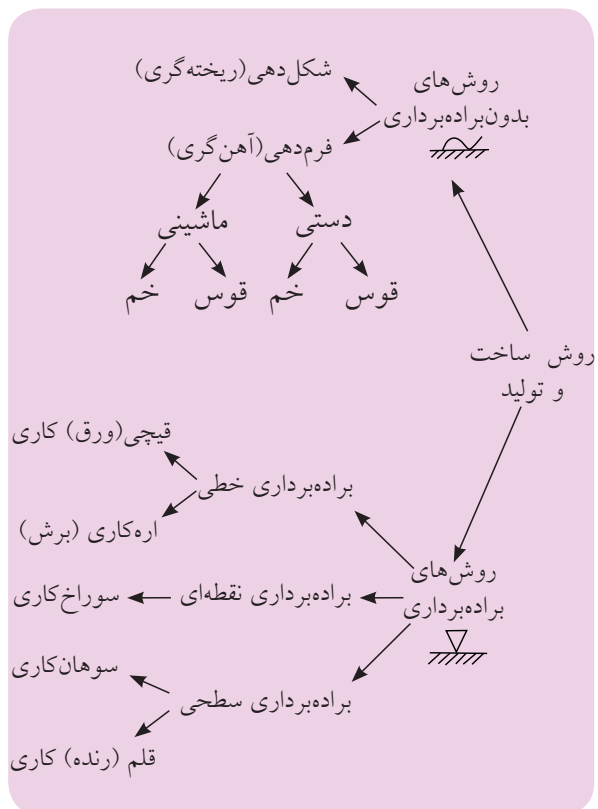 روش‌های
بدون‌براده‌برداری
شکل‌دهی(ریخته‌گری)
فرم‌دهی(آهن‌گری)
دستی
ماشینی
قوس
خم
قوس
خم
روش ساخت
و تولید
روش‌های
براده‌برداری
براده‌برداری خطی
قیچی(ورق) کاری
اره‌کاری (برش)
براده‌برداری نقطه‌ای
سوراخ‌کاری
براده‌برداری سطحی
سوهان‌کاری
قلم (رنده) کاری